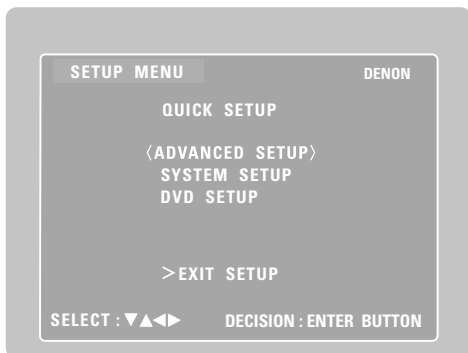 SETUP MENU DENON
QUICK SETUP
〈ADVANCED SETUP〉
SYSTEM SETUP
DVD SETUP
>EXIT SETUP
SELECT : ▼▲◀▶ DECISION : ENTER BUTTON